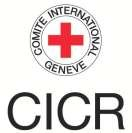 COMITE INTERNATIONAL
GENEVE
CICR